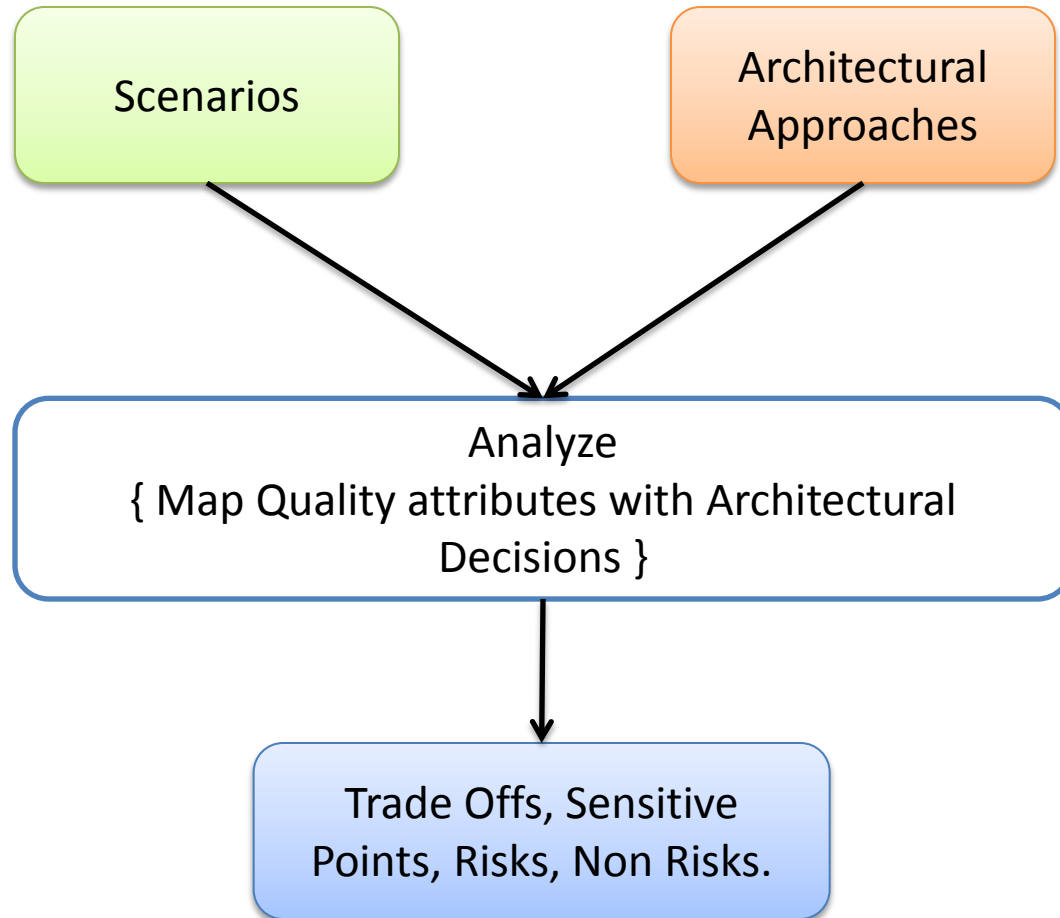 Scenarios
Architectural
Approaches
Analyze
{ Map Quality attributes with Architectural
Decisions }
Trade Offs, Sensitive
Points, Risks, Non Risks.